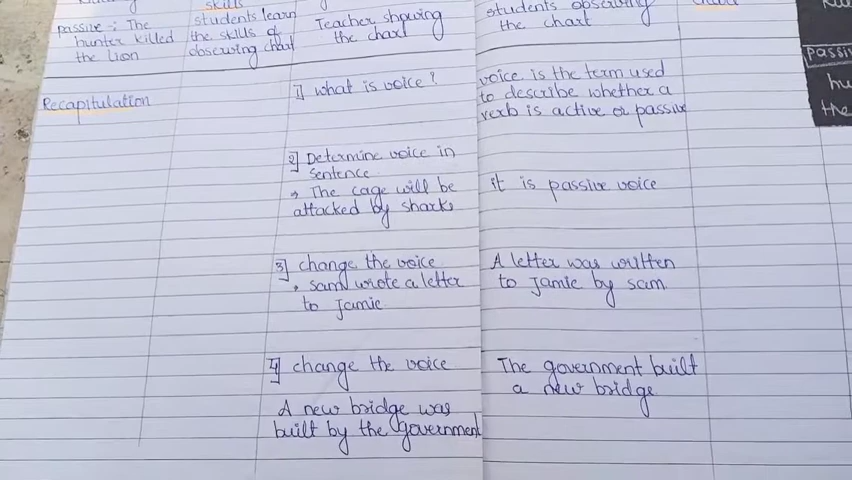 skills
passive :- The
hunter killed
the lion
students learn
the skills of
observing chart
Teacher showing
the chart
students observing
the chart
Recapitulation
1] what is voice?
voice is the term used
to describe whether a
verb is active or passive
2] Determine voice in
sentence
→ The cage will be
attacked by sharks
it is passive voice
3] change the voice
. sam wrote a letter
to Jamie
A letter was written
to Jamie by sam
4] change the voice
A new bridge was
built by the government
The government built
a new bridge
passiv
hu
the